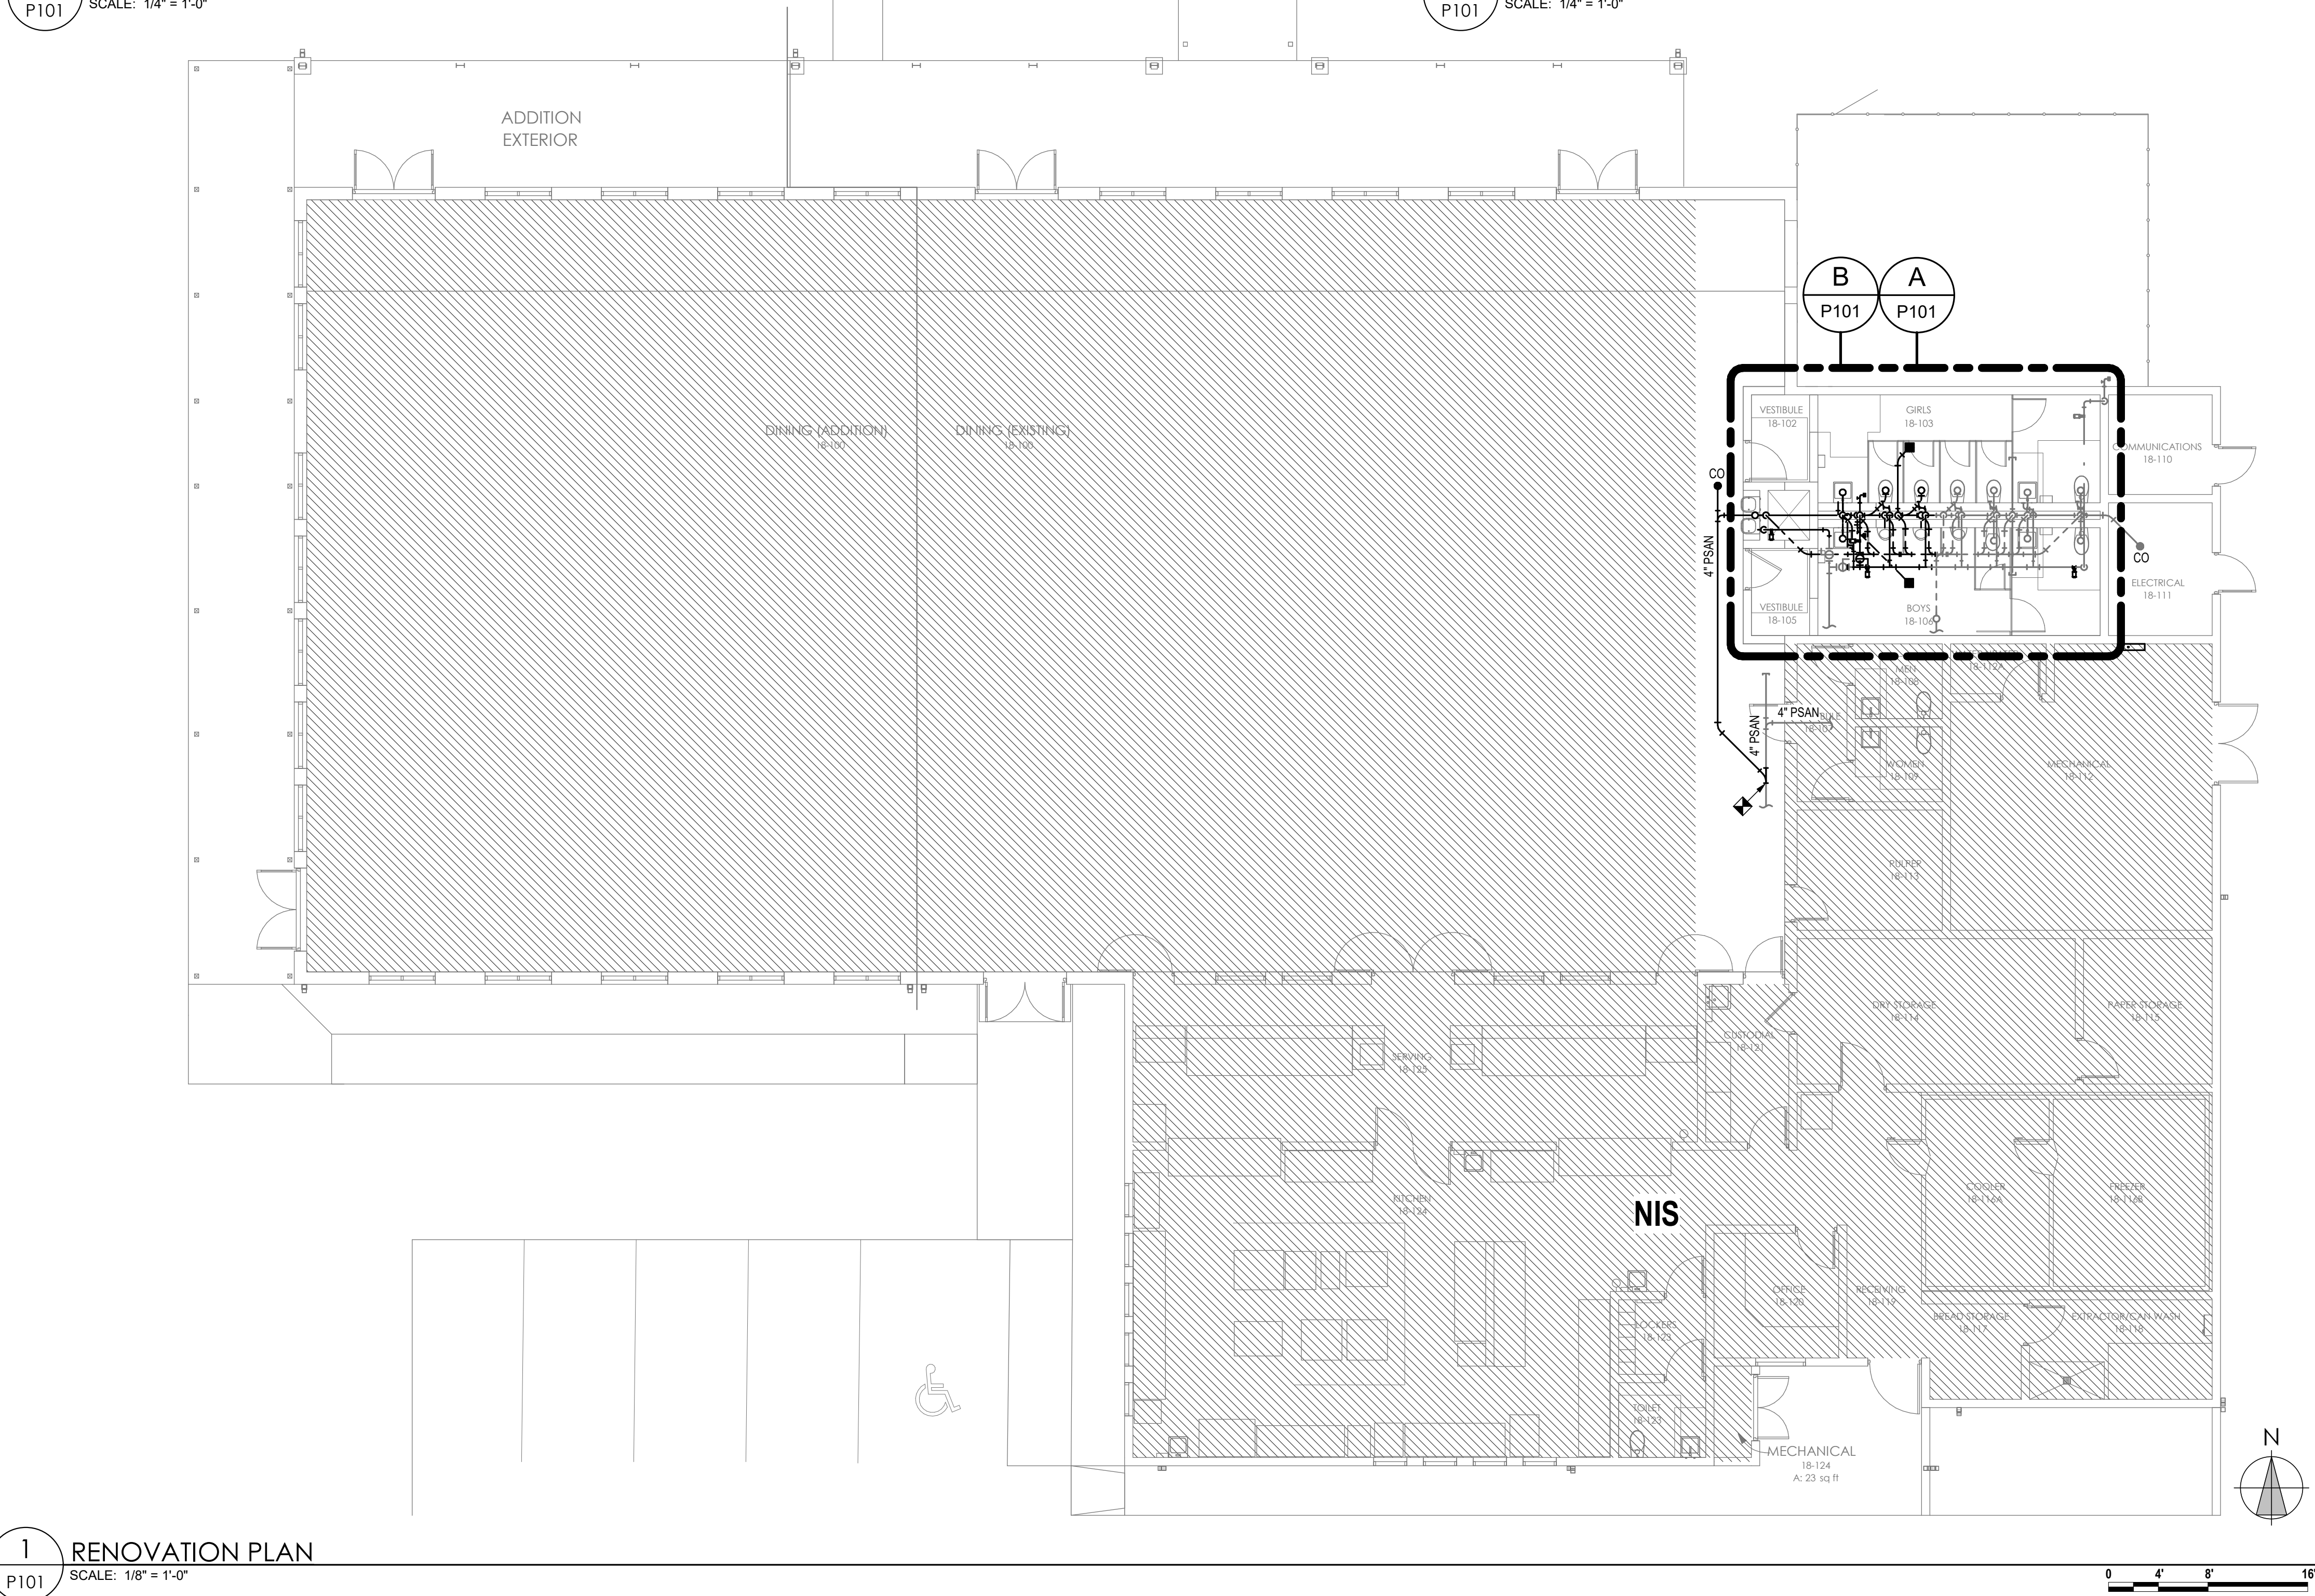 P101
SCALE: 1/4" = 1'-0"
P101
SCALE: 1/4" = 1'-0"
ADDITION
EXTERIOR
B
P101
A
P101
VESTIBULE
18-102
GIRLS
18-103
DINING (ADDITION)
18-100
DINING (EXISTING)
18-100
COMMUNICATIONS
18-110
CO
4" PSAN
CO
ELECTRICAL
18-111
VESTIBULE
18-105
BOYS
18-106
MEN
18-108
18-112A
4" PSAN
4" PSAN
18-107
WOMEN
18-109
MECHANICAL
18-112
PULPER
18-113
DRY STORAGE
18-114
PAPER STORAGE
18-115
CUSTODIAL
18-121
SERVING
18-125
KITCHEN
18-124
NIS
COOLER
18-116A
FREEZER
18-116B
OFFICE
18-120
RECEIVING
18-119
BREAD STORAGE
18-117
EXTRACTOR/CAN WASH
18-118
LOCKERS
18-123
TOILET
18-123
MECHANICAL
18-124
A: 23 sq ft
N
1
P101
RENOVATION PLAN
SCALE: 1/8" = 1'-0"
0 4' 8' 16'